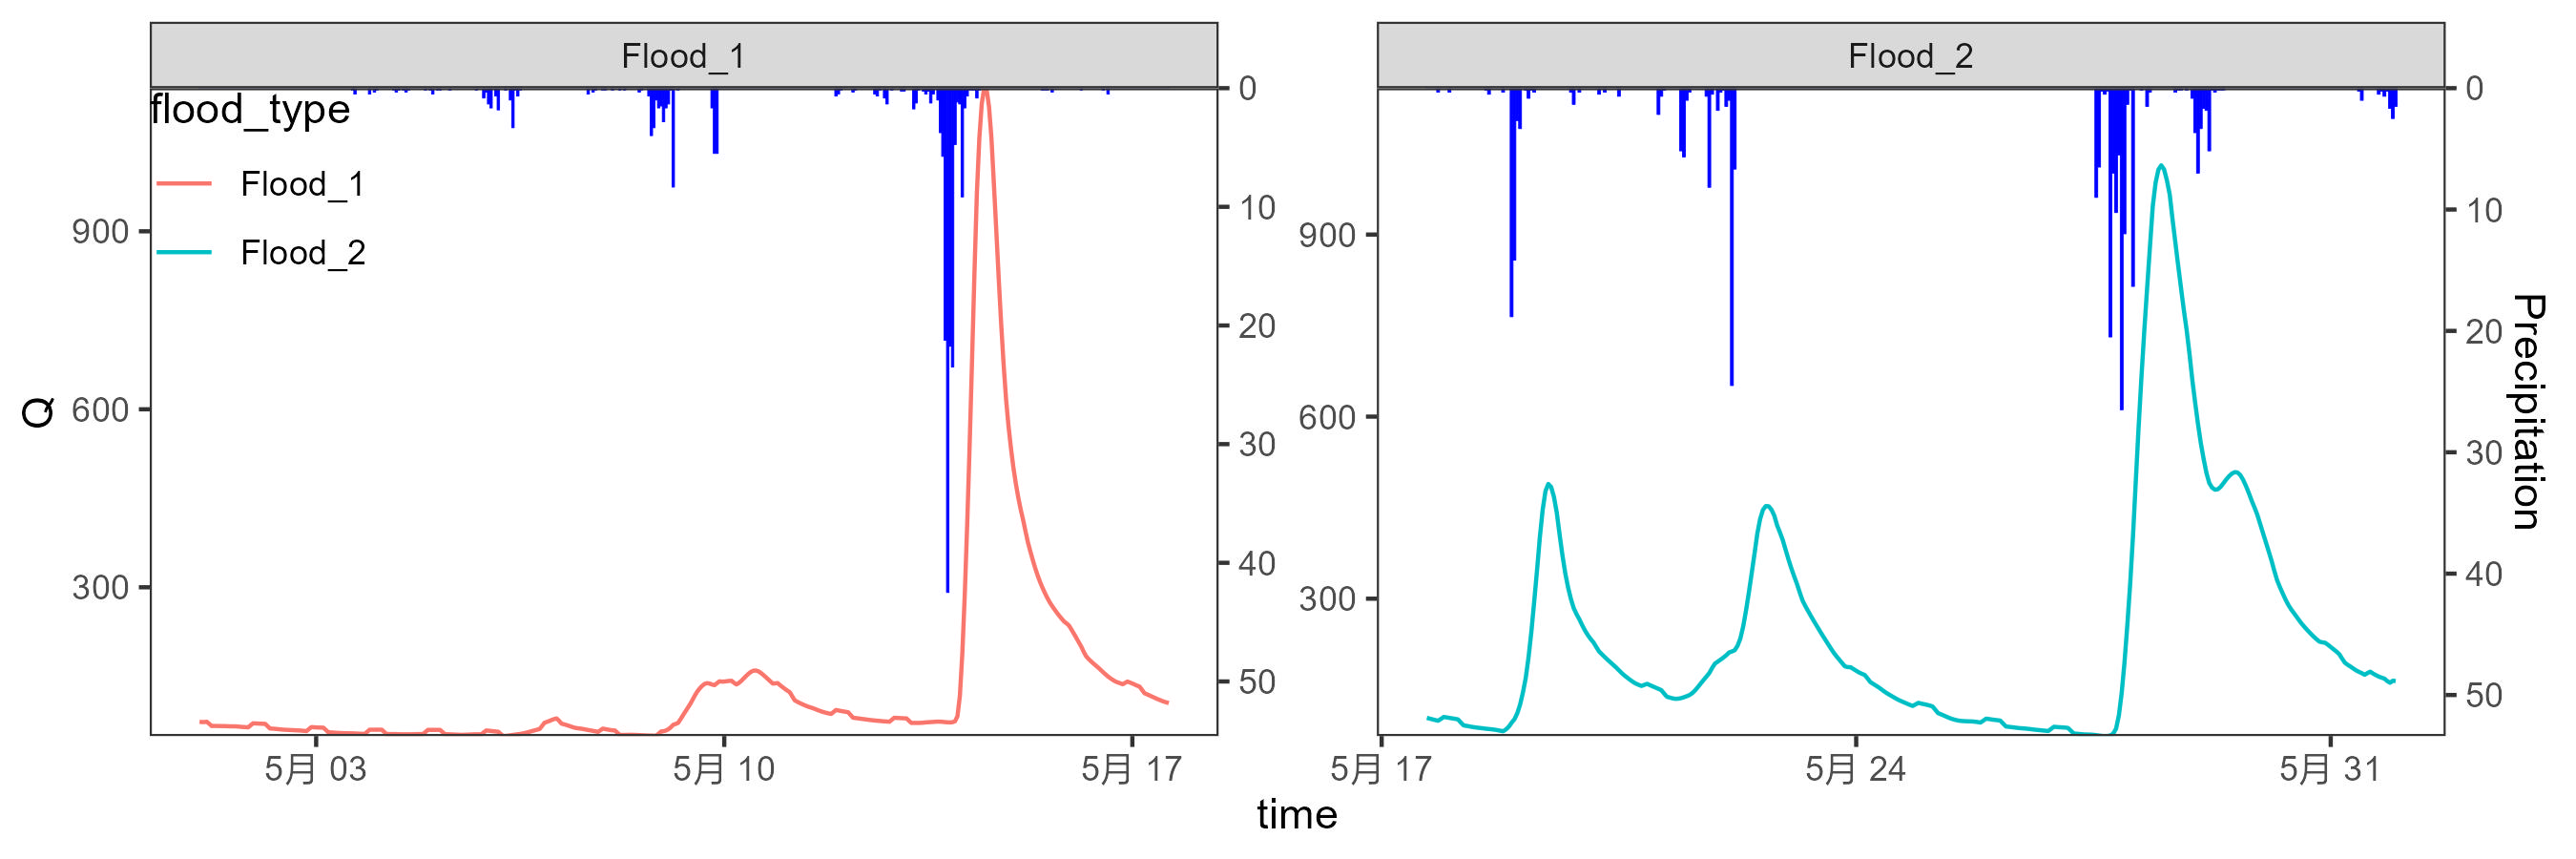 Flood_1
Flood_2
flood_type
Flood_1
Flood_2
Q
900
600
300
0
10
20
30
40
50
900
600
300
0
10
20
30
40
50
Precipitation
5月 03
5月 10
5月 17
5月 17
5月 24
5月 31
time